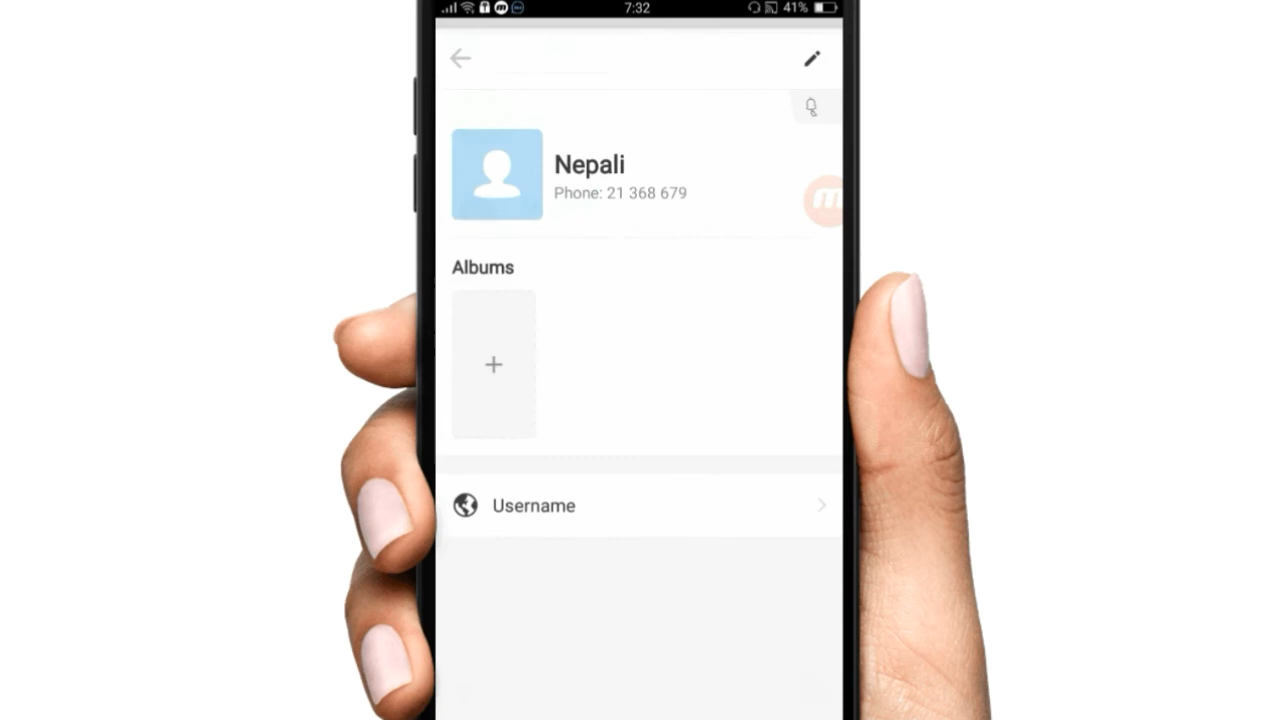 7:32
41%
Nepali
Phone: 21 368 679
Albums
+
Username